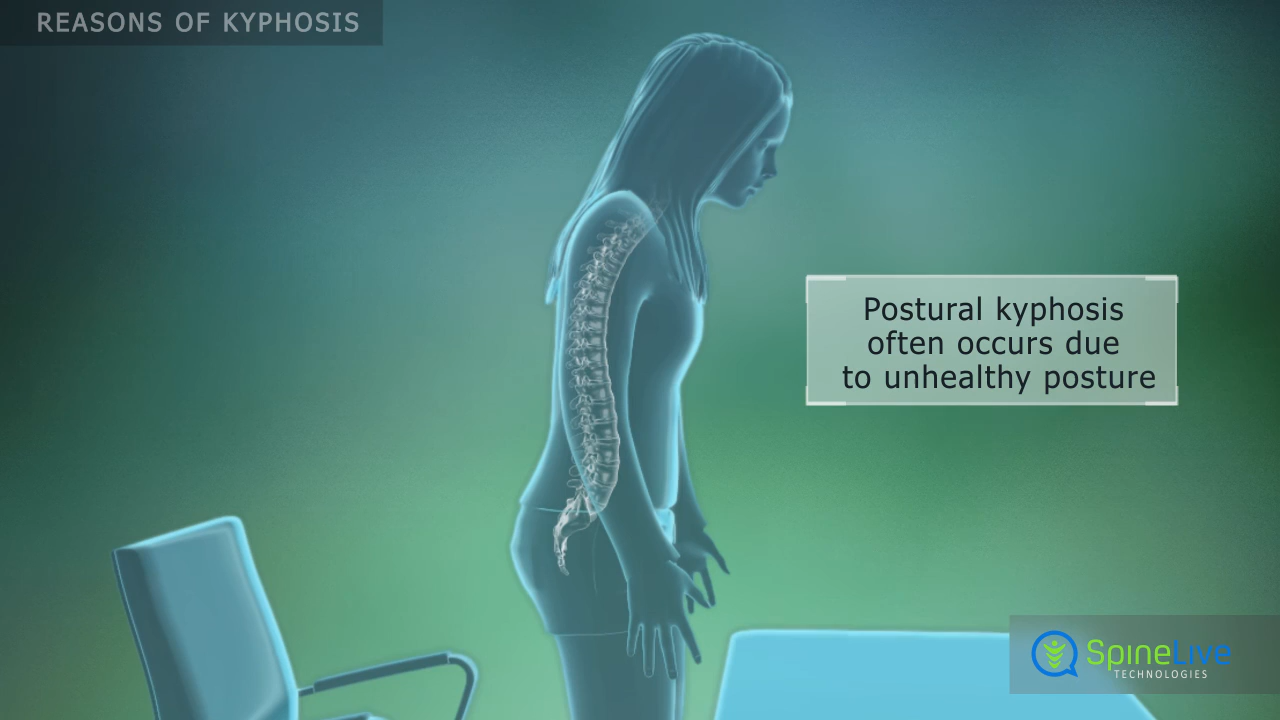 REASONS OF KYPHOSIS
Postural kyphosis
often occurs due
to unhealthy posture
SpineLive
TECHNOLOGIES